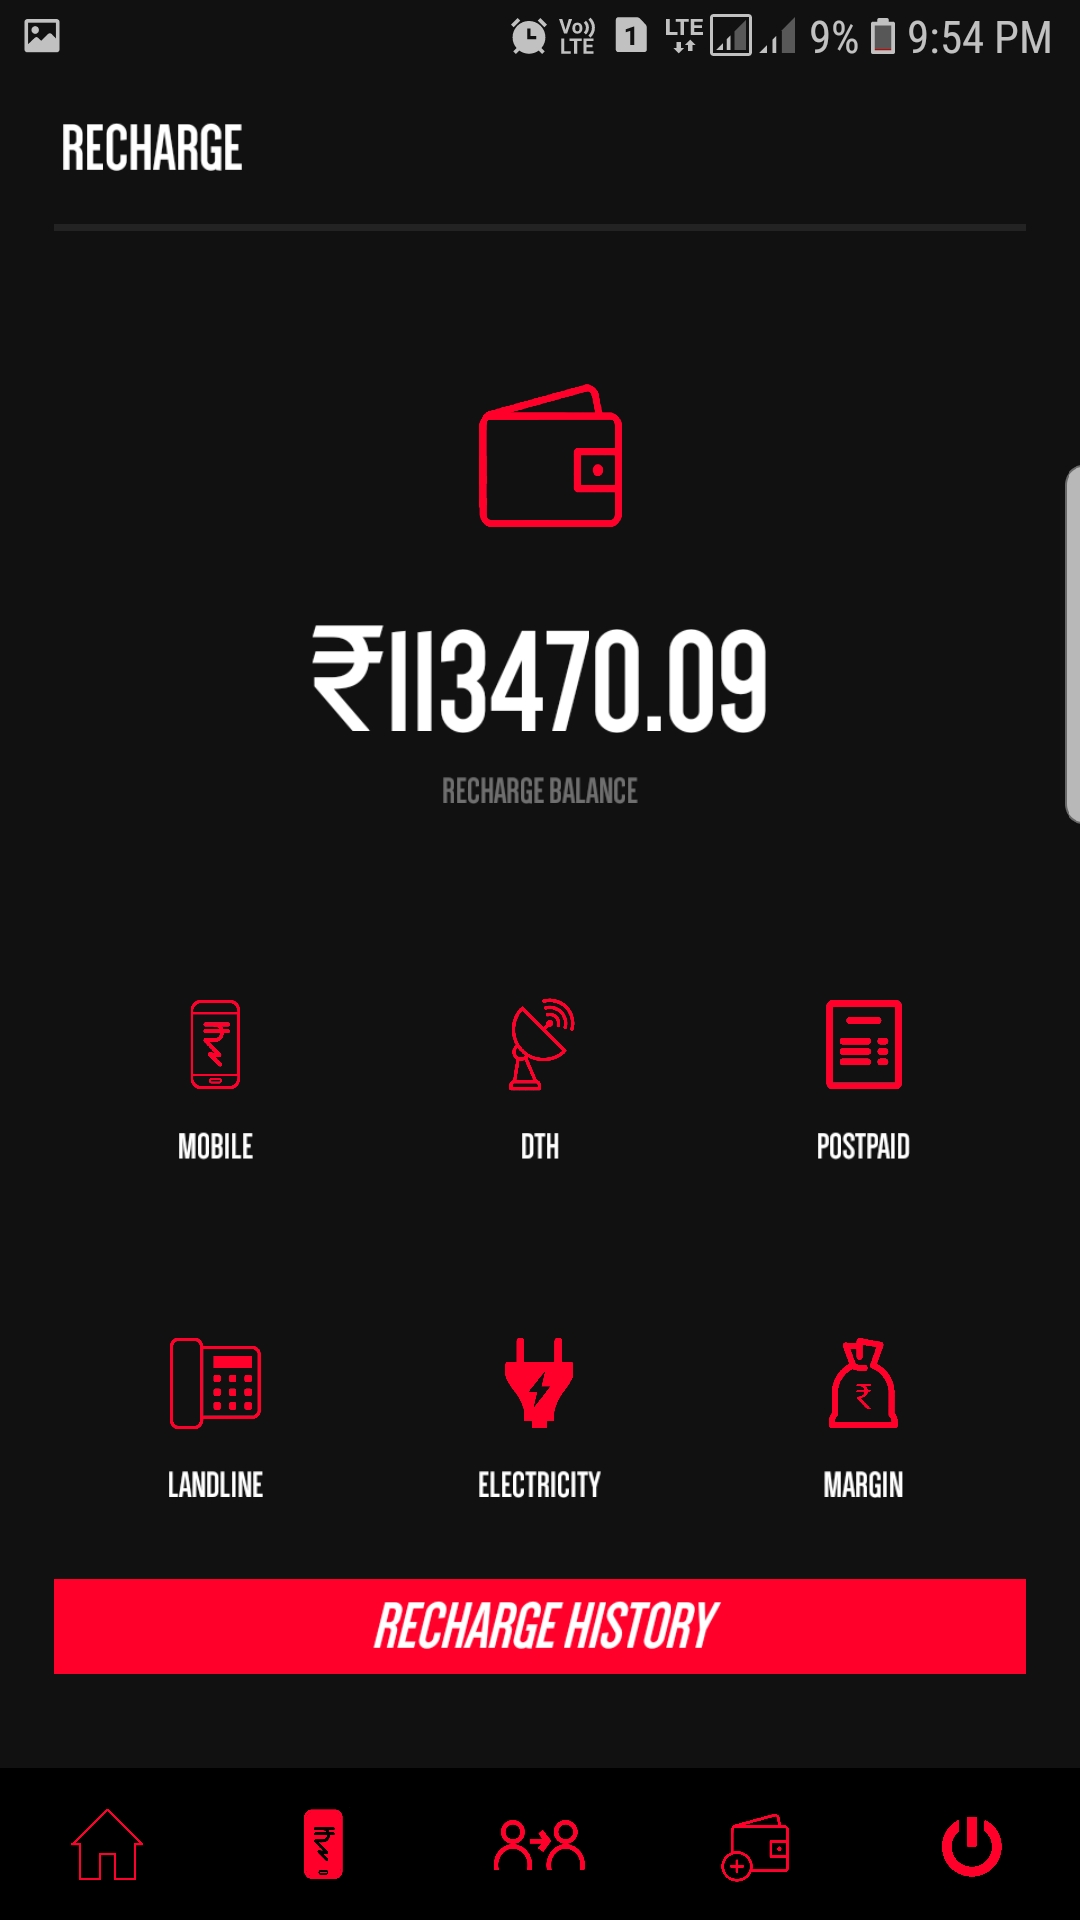 Vo)) LTE 1 LTE 9% 9:54 PM
RECHARGE
₹113470.09
RECHARGE BALANCE
MOBILE DTH POSTPAID
LANDLINE ELECTRICITY MARGIN
RECHARGE HISTORY